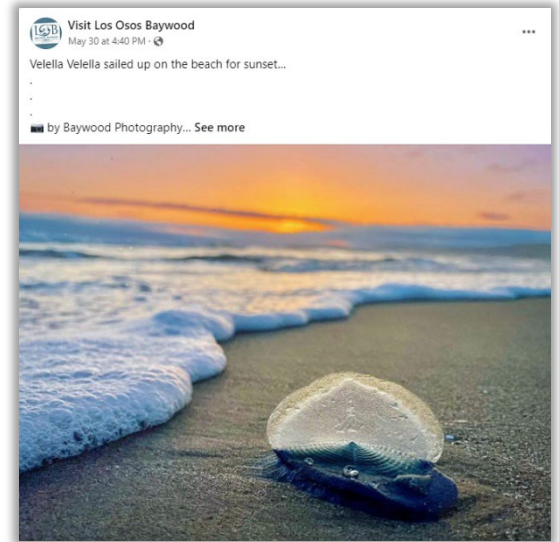 Visit Los Osos Baywood
May 30 at 4:40 PM ·
...
Velella Velella sailed up on the beach for sunset...
.
.
.
by Baywood Photography... See more